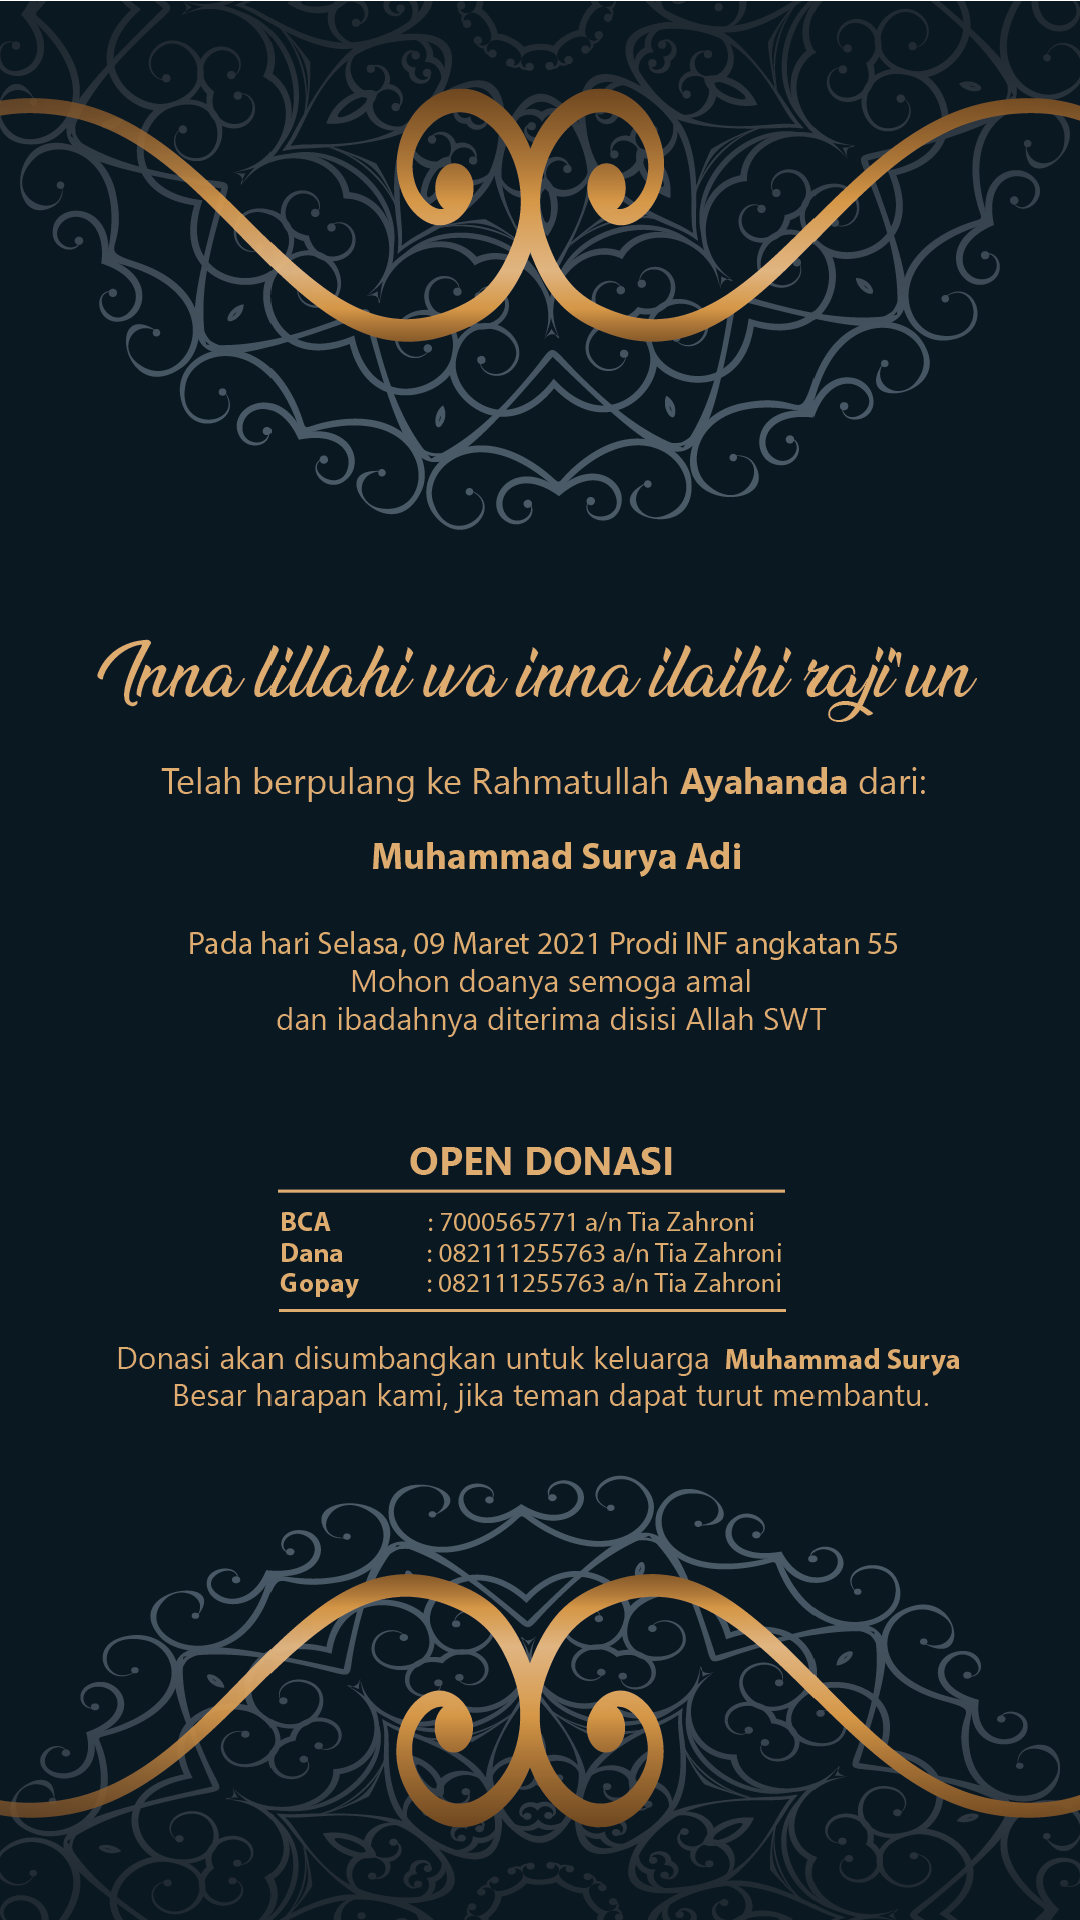 Inna lillahi wa inna ilaihi raji'un
Telah berpulang ke Rahmatullah Ayahanda dari:
Muhammad Surya Adi
Pada hari Selasa, 09 Maret 2021 Prodi INF angkatan 55
Mohon doanya semoga amal
dan ibadahnya diterima disisi Allah SWT
OPEN DONASI
BCA : 7000565771 a/n Tia Zahroni
Dana : 082111255763 a/n Tia Zahroni
Gopay : 082111255763 a/n Tia Zahroni
Donasi akan disumbangkan untuk keluarga Muhammad Surya
Besar harapan kami, jika teman dapat turut membantu.